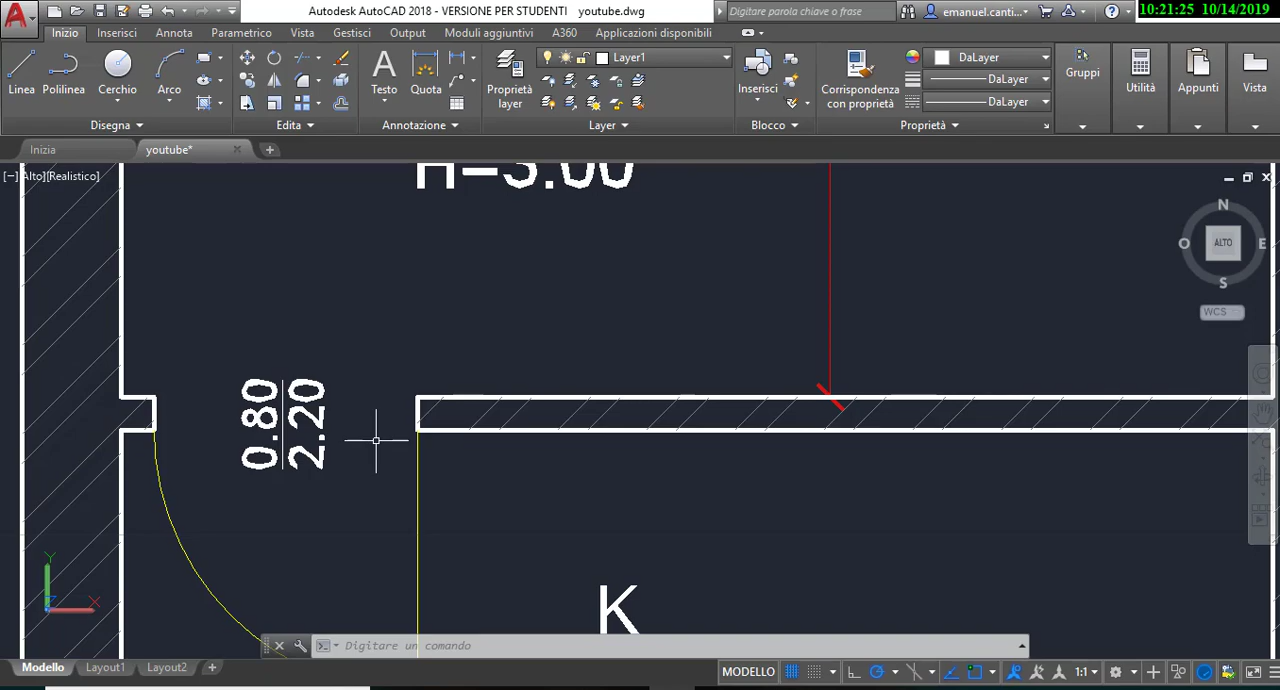 Autodesk AutoCAD 2018 - VERSIONE PER STUDENTI youtube.dwg
Digitare parola chiave o frase
emanuel.canti...
10:21:25 10/14/2019
Inizio Inserisci Annota Parametrico Vista Gestisci Output Moduli aggiuntivi A360 Applicazioni disponibili
Linea Polilinea Cerchio Arco
Testo Quota
Proprietà layer
Layer1
Inserisci
Corrispondenza con proprietà
DaLayer
DaLayer
DaLayer
Gruppi Utilità Appunti Vista
Disegna Edita Annotazione Layer Blocco Proprietà
Inizia youtube*
[−]Alto][Realistico]
H=3.00
N
O ALTO E
S
WCS
0.80
2.20
K
Y
X
Z
Digitare un comando
Modello Layout1 Layout2
MODELLO 1:1